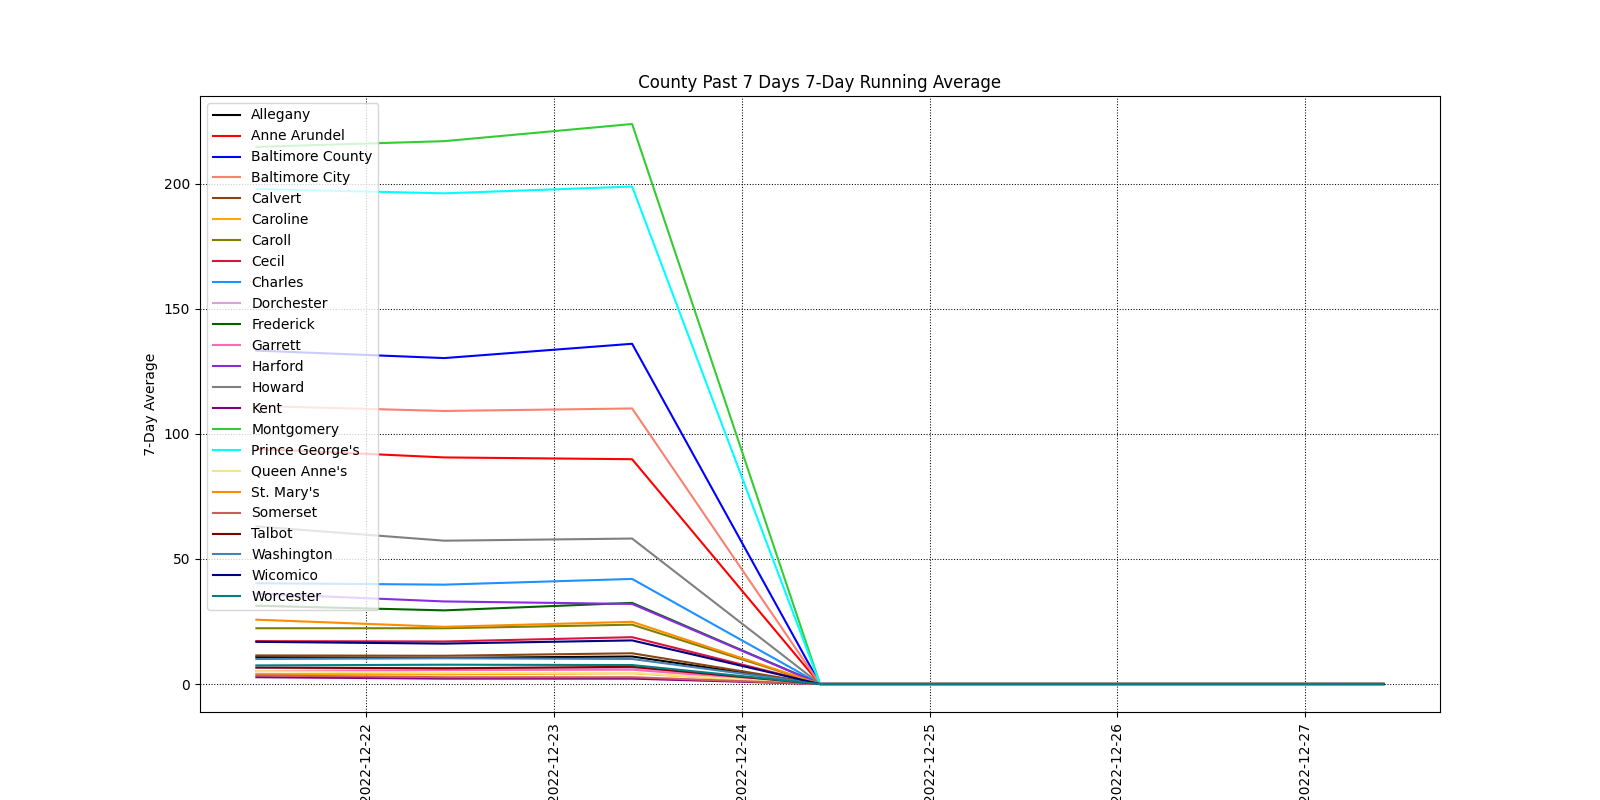 County Past 7 Days 7-Day Running Average
Allegany
Anne Arundel
Baltimore County
Baltimore City
Calvert
Caroline
Caroll
Cecil
Charles
Dorchester
Frederick
Garrett
Harford
Howard
Kent
Montgomery
Prince George's
Queen Anne's
St. Mary's
Somerset
Talbot
Washington
Wicomico
Worcester
7-Day Average
200
150
100
50
0
2022-12-22
2022-12-23
2022-12-24
2022-12-25
2022-12-26
2022-12-27